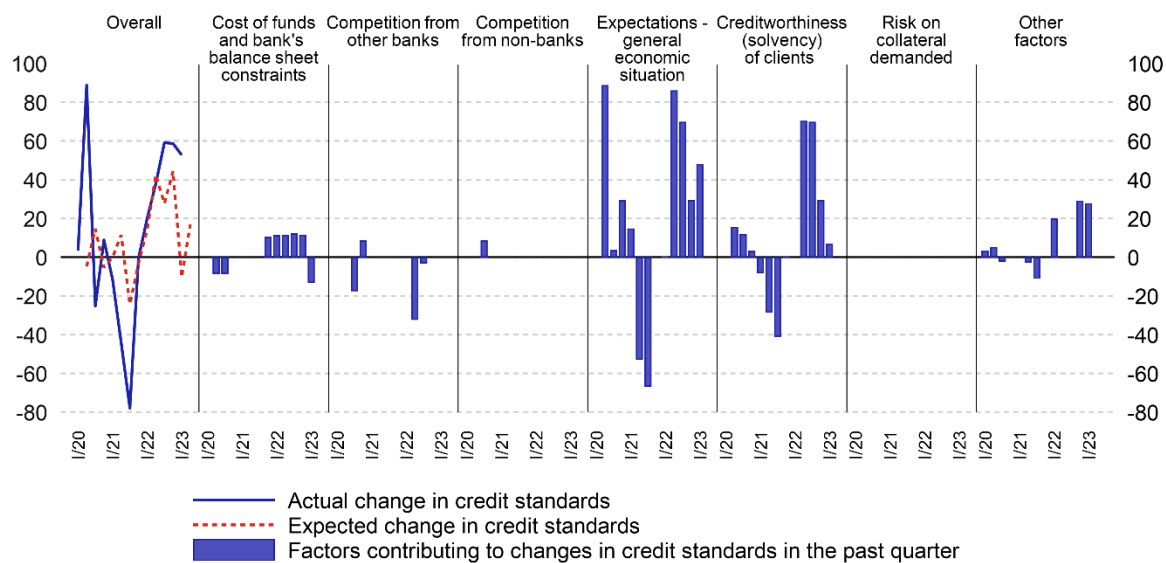 Overall
Cost of funds
and bank's
balance sheet
constraints
Competition from
other banks
Competition
from non-banks
Expectations -
general
economic
situation
Creditworthiness
(solvency)
of clients
Risk on
collateral
demanded
Other
factors
100 100
80 80
60 60
40 40
20 20
0 0
-20 -20
-40 -40
-60 -60
-80 -80
I/20 I/21 I/22 I/23 I/20 I/21 I/22 I/23 I/20 I/21 I/22 I/23 I/20 I/21 I/22 I/23 I/20 I/21 I/22 I/23 I/20 I/21 I/22 I/23 I/20 I/21 I/22 I/23 I/20 I/21 I/22 I/23
Actual change in credit standards
Expected change in credit standards
Factors contributing to changes in credit standards in the past quarter